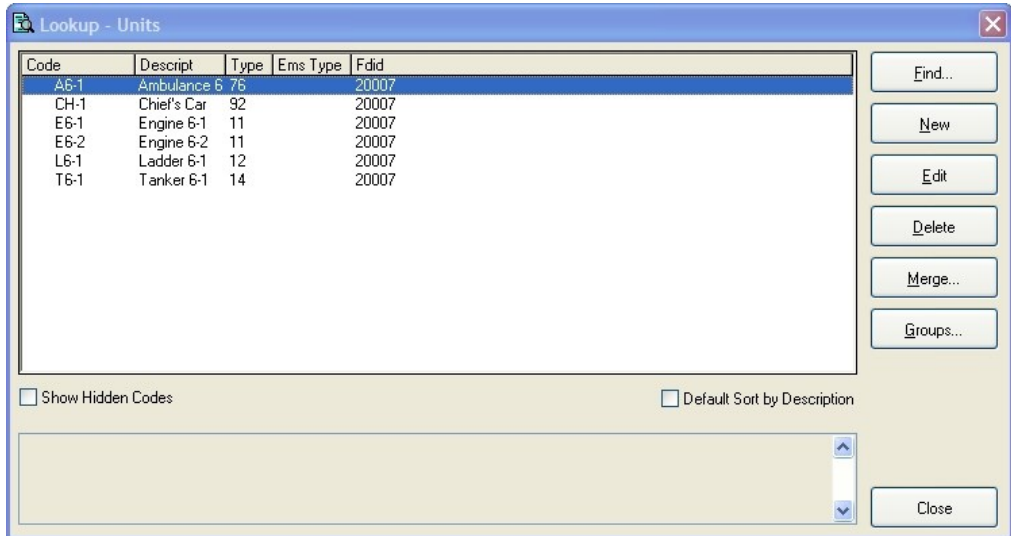 Lookup - Units
Code Descript Type Ems Type Fdid
A6-1 Ambulance 6 76 20007
CH-1 Chief's Car 92 20007
E6-1 Engine 6-1 11 20007
E6-2 Engine 6-2 11 20007
L6-1 Ladder 6-1 12 20007
T6-1 Tanker 6-1 14 20007
Find...
New
Edit
Delete
Merge...
Groups...
Show Hidden Codes
Default Sort by Description
Close